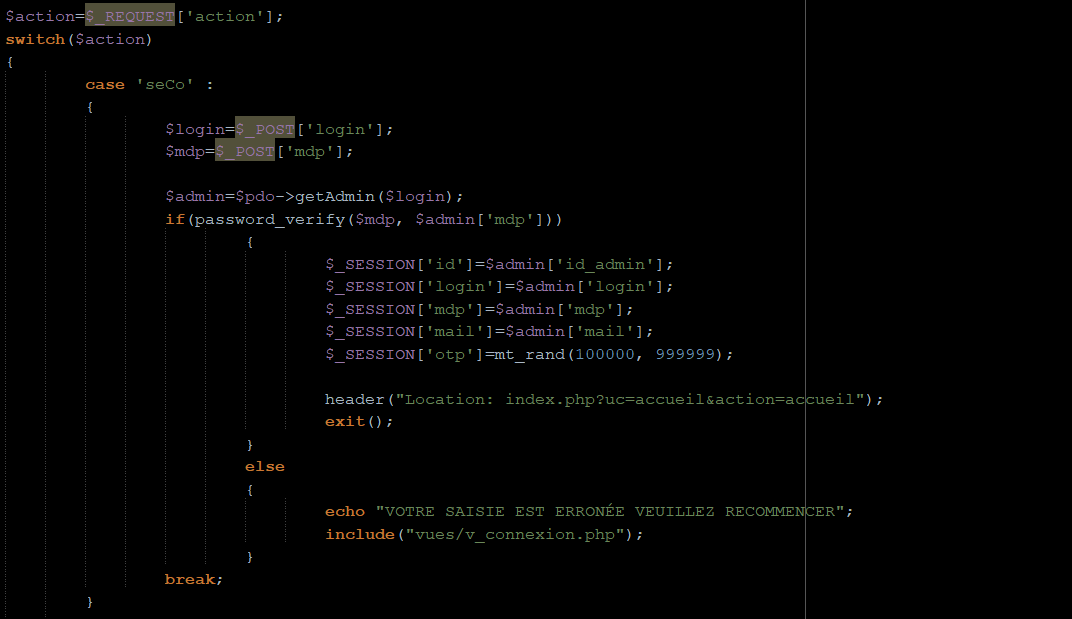 $action=$_REQUEST['action'];
switch($action)
{
case 'seCo' :
{
$login=$_POST['login'];
$mdp=$_POST['mdp'];
$admin=$pdo->getAdmin($login);
if(password_verify($mdp, $admin['mdp']))
{
$_SESSION['id']=$admin['id_admin'];
$_SESSION['login']=$admin['login'];
$_SESSION['mdp']=$admin['mdp'];
$_SESSION['mail']=$admin['mail'];
$_SESSION['otp']=mt_rand(100000, 999999);
header("Location: index.php?uc=accueil&action=accueil");
exit();
}
else
{
echo "VOTRE SAISIE EST ERRONÉE VEUILLEZ RECOMMENCER";
include("vues/v_connexion.php");
}
break;
}